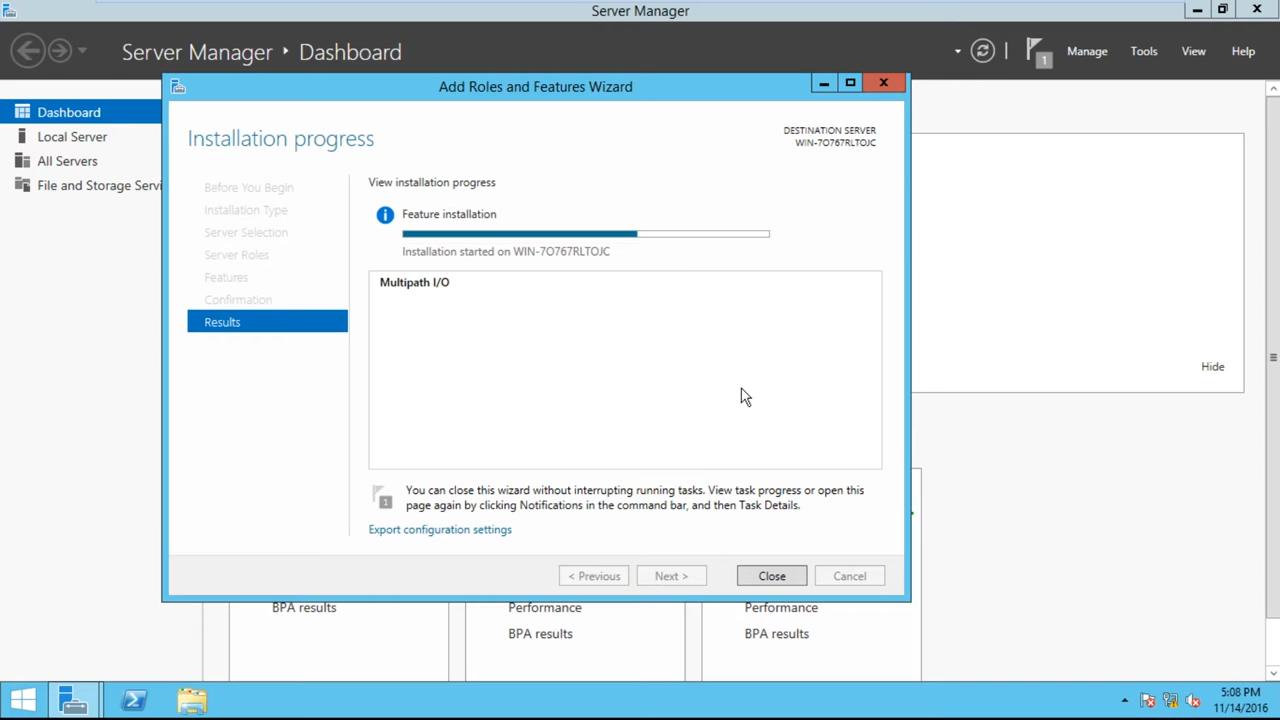 Server Manager
Server Manager ‣ Dashboard
1
Manage
Tools
View
Help
Dashboard
Local Server
All Servers
File and Storage Servi
Hide
Add Roles and Features Wizard
Installation progress
DESTINATION SERVER
WIN-7O767RLTOJC
Before You Begin
Installation Type
Server Selection
Server Roles
Features
Confirmation
Results
View installation progress
Feature installation
Installation started on WIN-7O767RLTOJC
Multipath I/O
1
You can close this wizard without interrupting running tasks. View task progress or open this
page again by clicking Notifications in the command bar, and then Task Details.
Export configuration settings
< Previous
Next >
Close
Cancel
BPA results
Performance
BPA results
Performance
BPA results
5:08 PM
11/14/2016